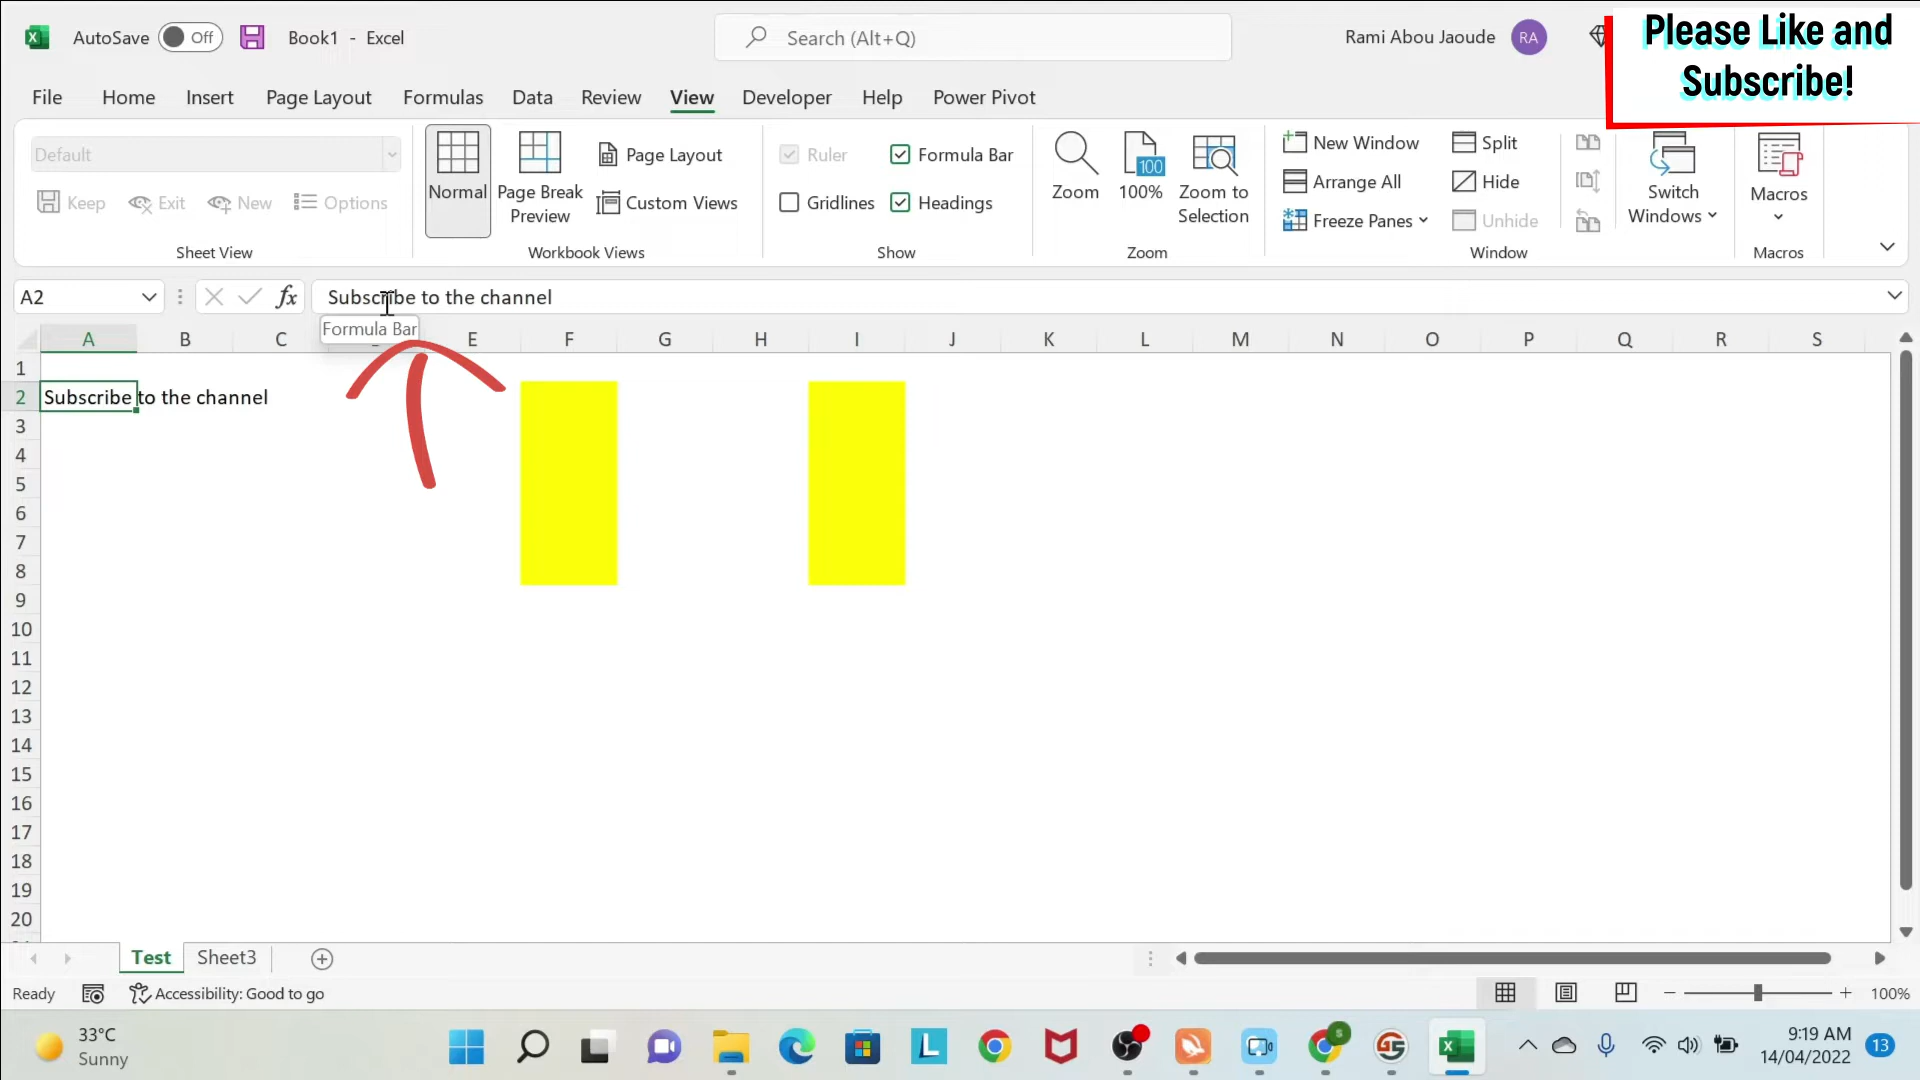 AutoSave Off Book1 - Excel Search (Alt+Q) Rami Abou Jaoude RA
Please Like and
Subscribe!
File Home Insert Page Layout Formulas Data Review View Developer Help Power Pivot
Default
Keep Exit New Options
Sheet View
Normal
Page Break
Preview
Page Layout
Custom Views
Workbook Views
Ruler Formula Bar
Gridlines Headings
Show
Zoom
100
100%
Zoom to
Selection
Zoom
New Window
Arrange All
Freeze Panes
Split
Hide
Unhide
Window
Switch
Windows
Macros
Macros
A2 fx Subscribe to the channel
Formula Bar
A B C E F G H I J K L M N O P Q R S
1
2 Subscribe to the channel
3
4
5
6
7
8
9
10
11
12
13
14
15
16
17
18
19
20
Test Sheet3
Ready Accessibility: Good to go 100%
33°C
Sunny
L
S
9:19 AM
14/04/2022
13